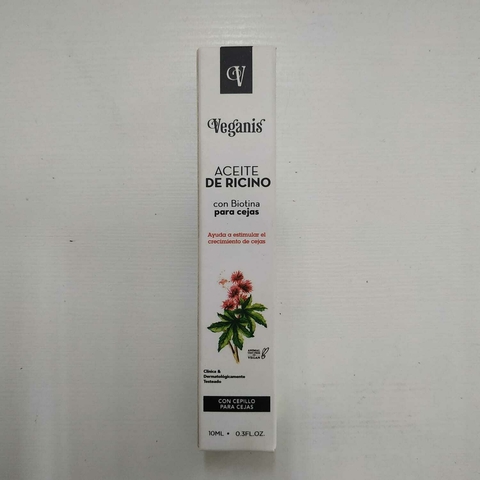 V
Veganis
ACEITE
DE RICINO
con Biotina
para cejas
Ayuda a estimular el
crecimiento de cejas
VEGAN
Clínica &
Dermatológicamente
Testeado
CON CEPILLO
PARA CEJAS
10ML • 0.3FL.OZ.